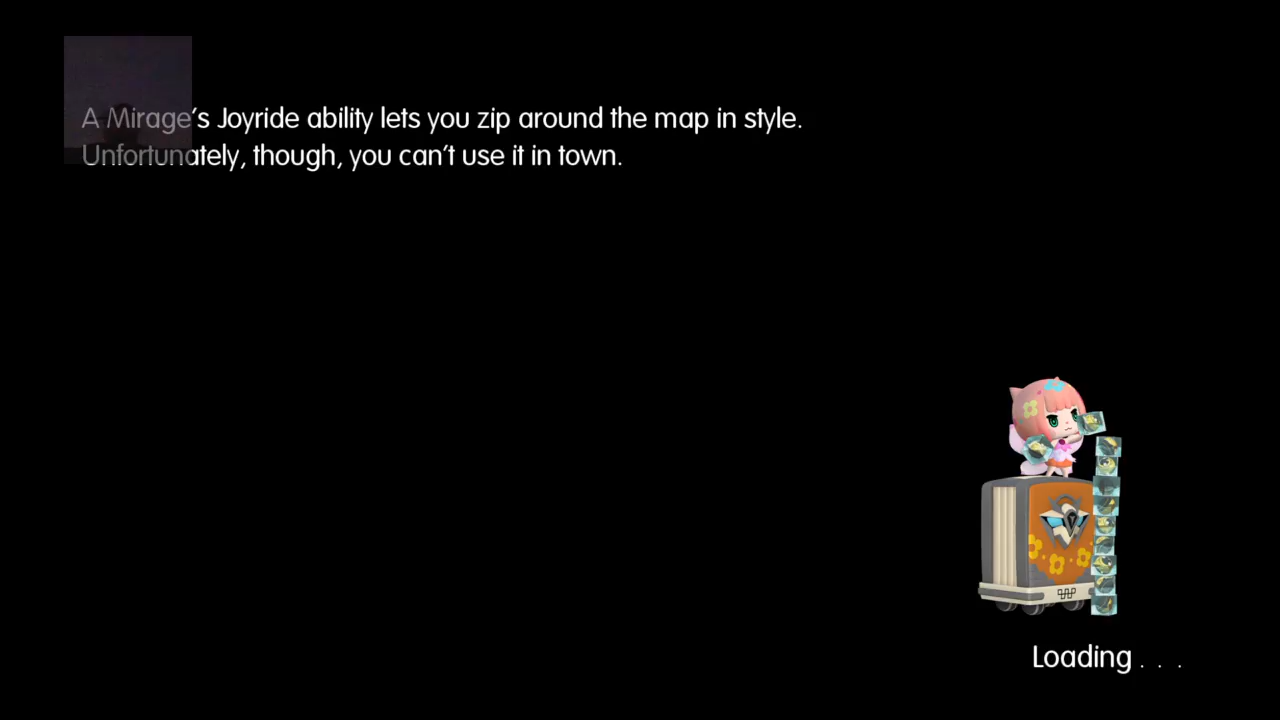 A Mirage's Joyride ability lets you zip around the map in style.
Unfortunately, though, you can't use it in town.
Loading . . .